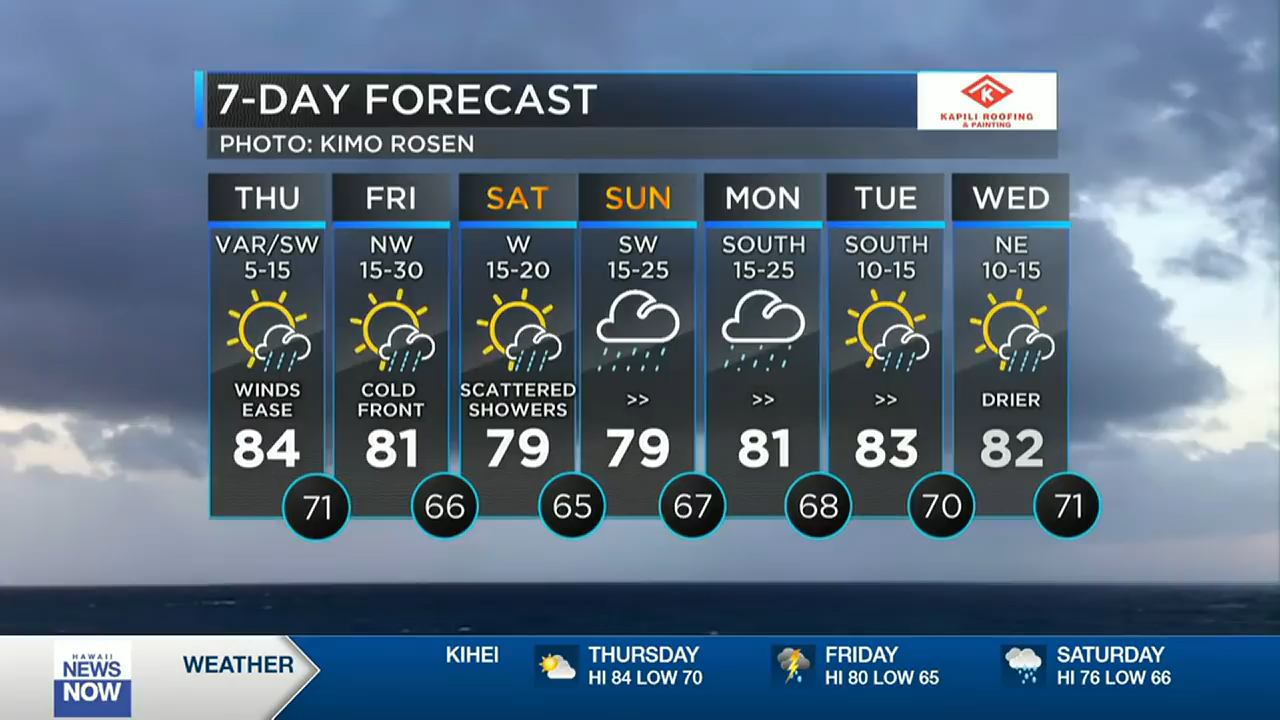 7-DAY FORECAST
K
KAPILI ROOFING
& PAINTING
PHOTO: KIMO ROSEN
THU
VAR/SW
5-15
WINDS
EASE
84
71
FRI
NW
15-30
COLD
FRONT
81
66
SAT
W
15-20
SCATTERED
SHOWERS
79
65
SUN
SW
15-25
>>
79
67
MON
SOUTH
15-25
>>
81
68
TUE
SOUTH
10-15
>>
83
70
WED
NE
10-15
DRIER
82
71
HAWAII
NEWS
NOW
WEATHER
KIHEI
THURSDAY
HI 84 LOW 70
FRIDAY
HI 80 LOW 65
SATURDAY
HI 76 LOW 66